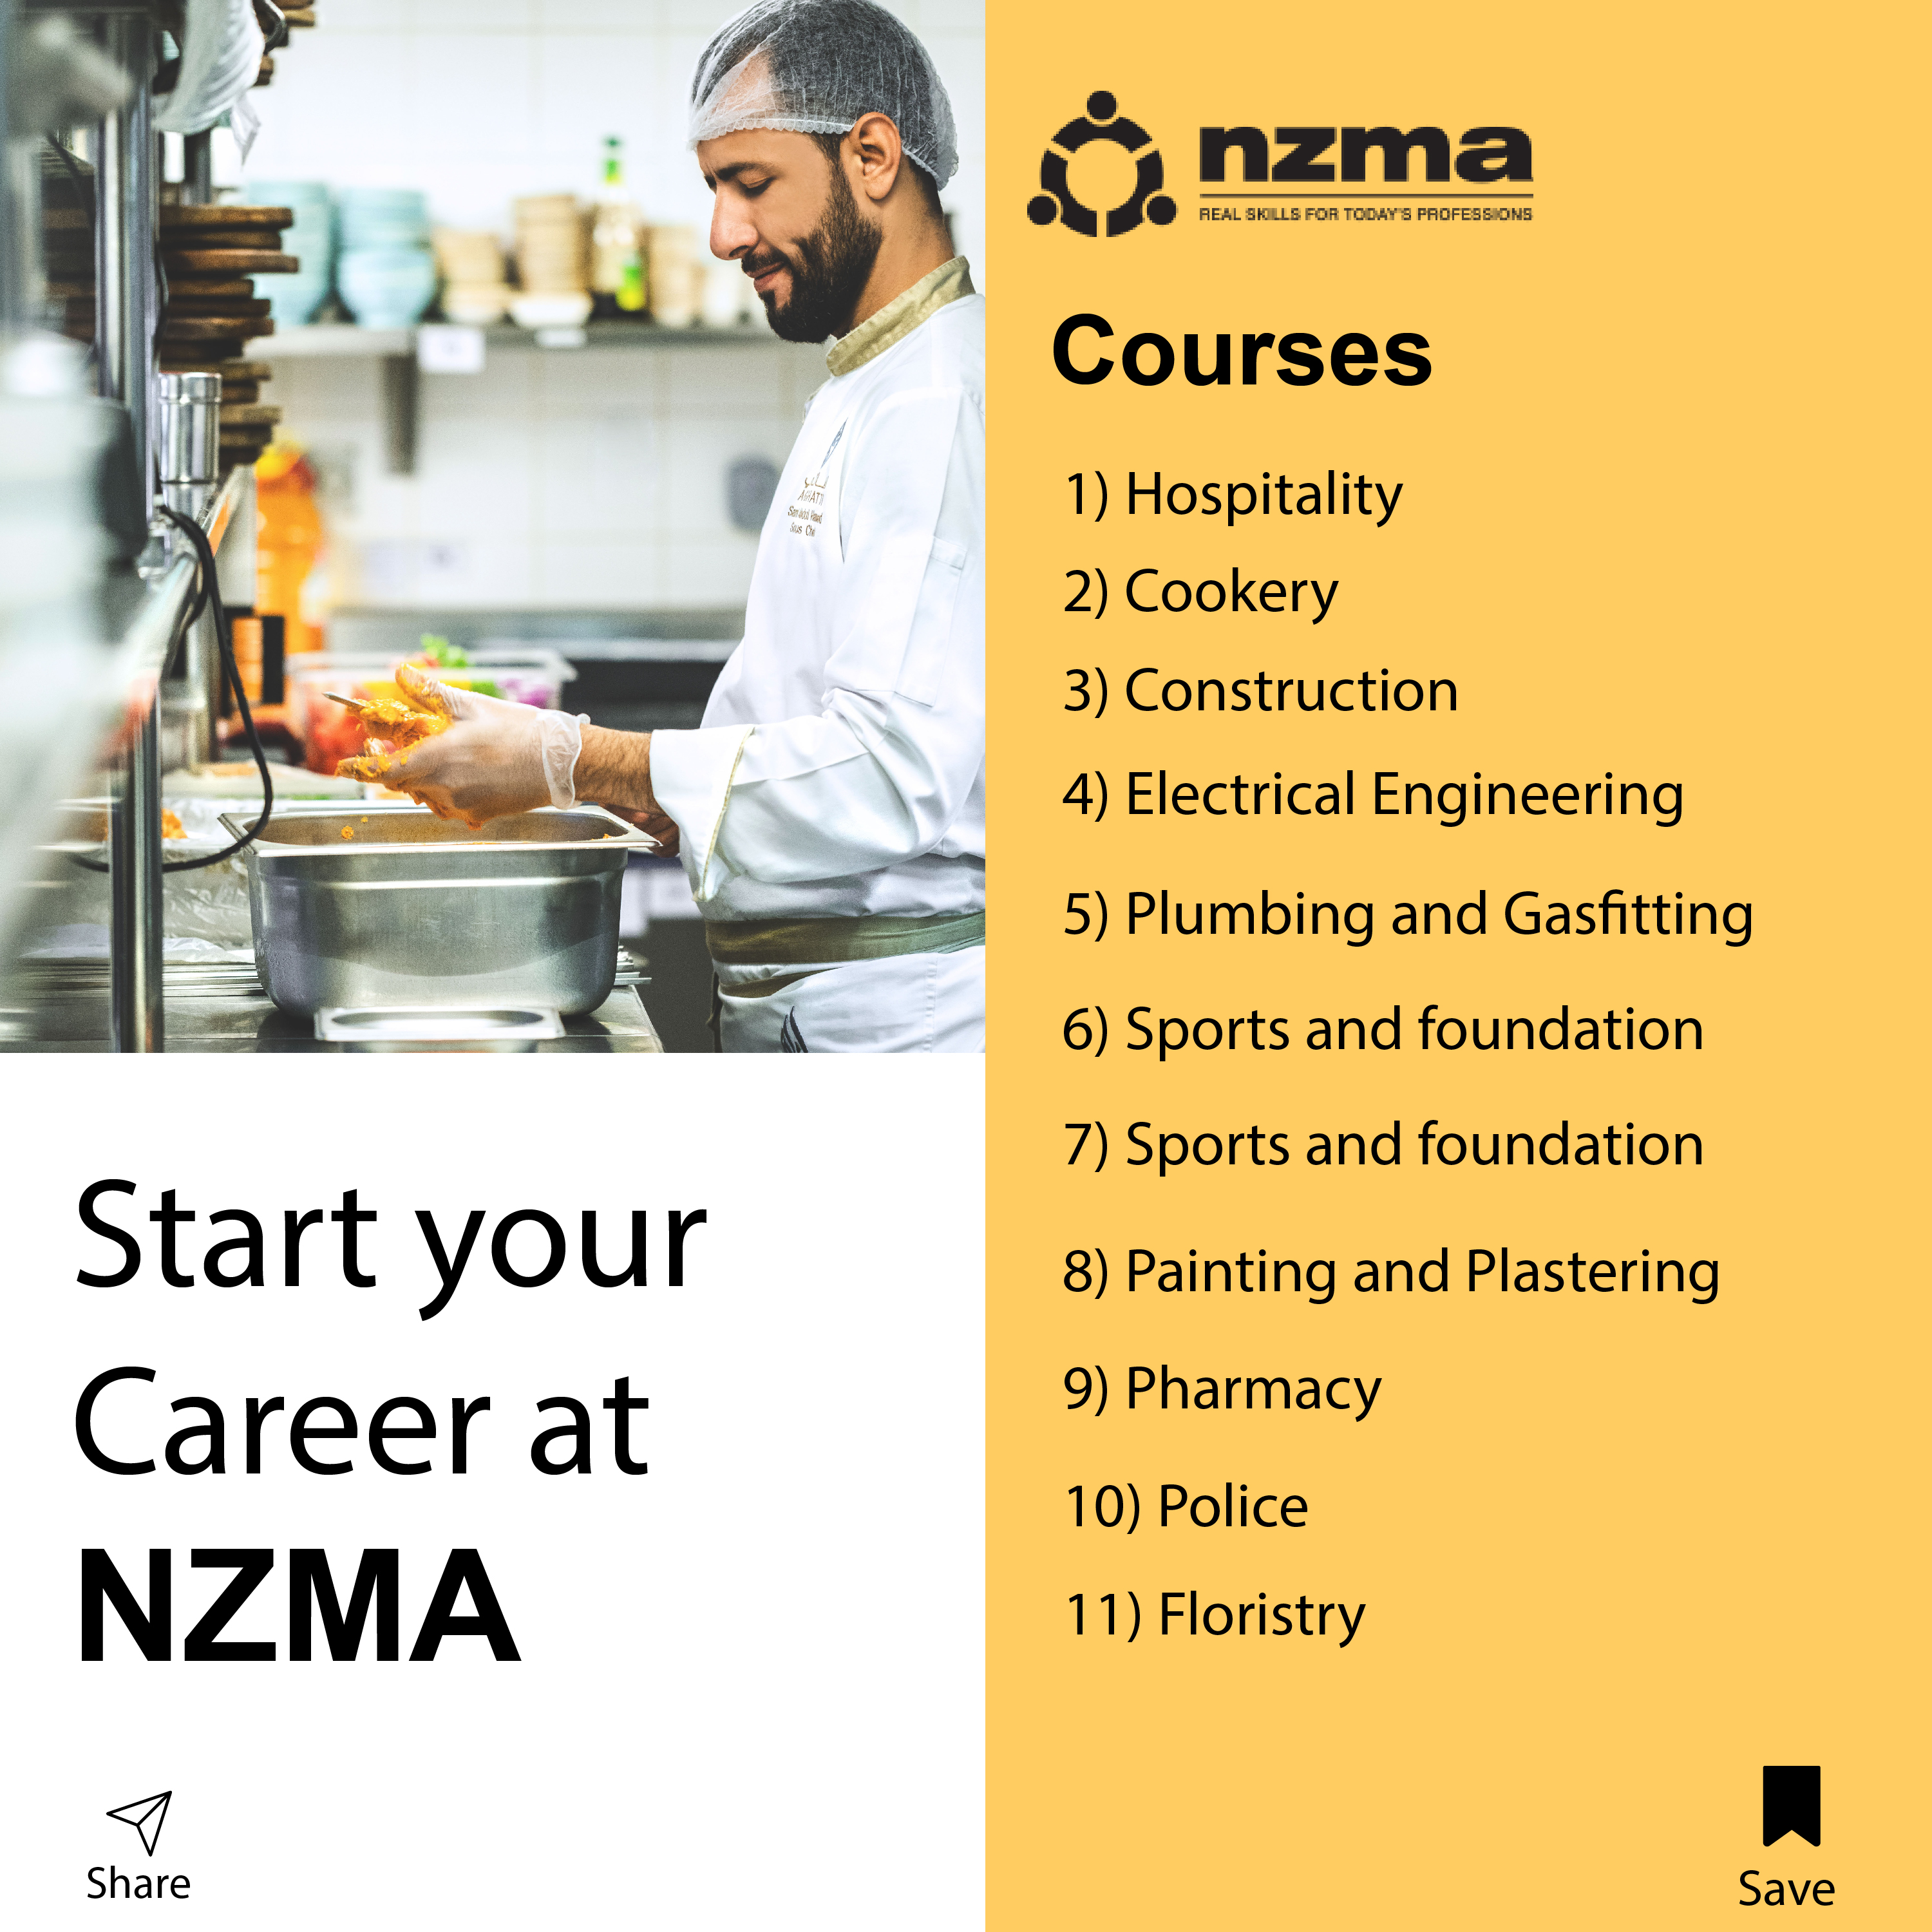 nzma
REAL SKILLS FOR TODAY'S PROFESSIONS
Courses
1) Hospitality
2) Cookery
3) Construction
4) Electrical Engineering
5) Plumbing and Gasfitting
6) Sports and foundation
7) Sports and foundation
8) Painting and Plastering
9) Pharmacy
10) Police
11) Floristry
Start your
Career at
NZMA
Share
Save